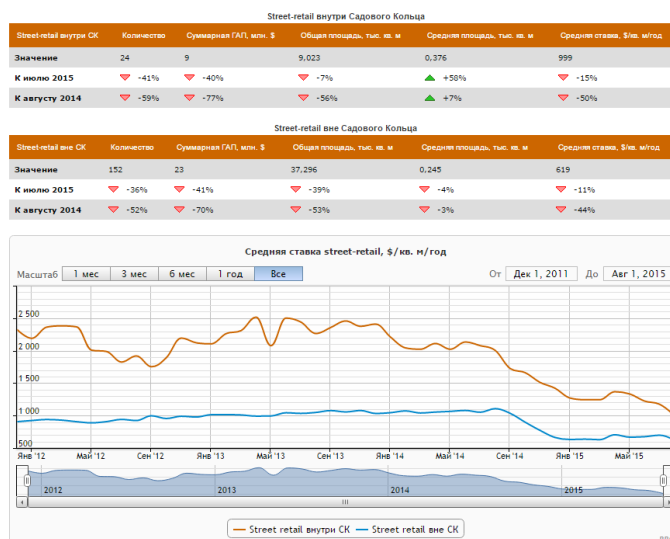 Street-retail внутри Садового Кольца
Street-retail внутри СК Количество Суммарная ГАП, млн. $ Общая площадь, тыс. кв. м Средняя площадь, тыс. кв. м Средняя ставка, $/кв. м/год
Значение 24 9 9,023 0,376 999
К июлю 2015 -41% -40% -7% +58% -15%
К августу 2014 -59% -77% -56% +7% -50%
Street-retail вне Садового Кольца
Street-retail вне СК Количество Суммарная ГАП, млн. $ Общая площадь, тыс. кв. м Средняя площадь, тыс. кв. м Средняя ставка, $/кв. м/год
Значение 152 23 37,296 0,245 619
К июлю 2015 -36% -41% -39% -4% -11%
К августу 2014 -52% -70% -53% -3% -44%
Средняя ставка street-retail, $/кв. м/год
Масштаб 1 мес 3 мес 6 мес 1 год Все От Дек 1, 2011 До Авг 1, 2015
2 500
2 000
1 500
1 000
500
Янв '12 Май '12 Сен '12 Янв '13 Май '13 Сен '13 Янв '14 Май '14 Сен '14 Янв '15 Май '15
2012 2013 2014 2015
Street retail внутри СК Street retail вне СК